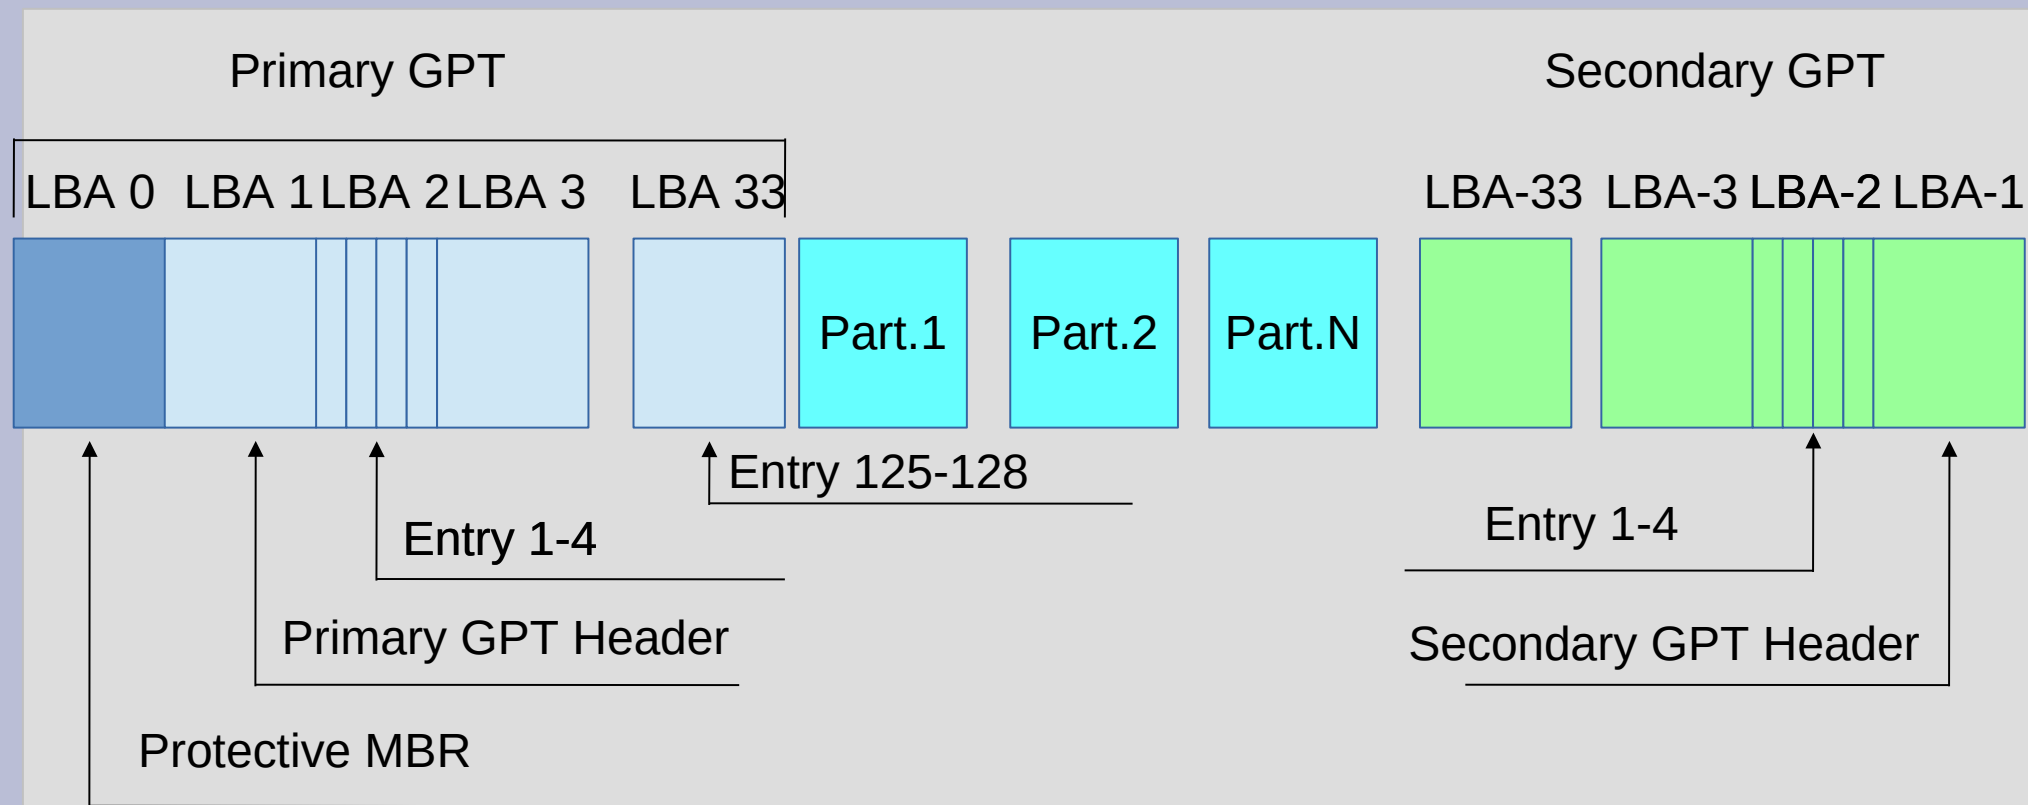 Primary GPT
Secondary GPT
LBA 0 LBA 1 LBA 2 LBA 3 LBA 33 LBA-33 LBA-3 LBA-2 LBA-1
Part.1 Part.2 Part.N
Entry 125-128
Entry 1-4
Entry 1-4
Primary GPT Header
Secondary GPT Header
Protective MBR